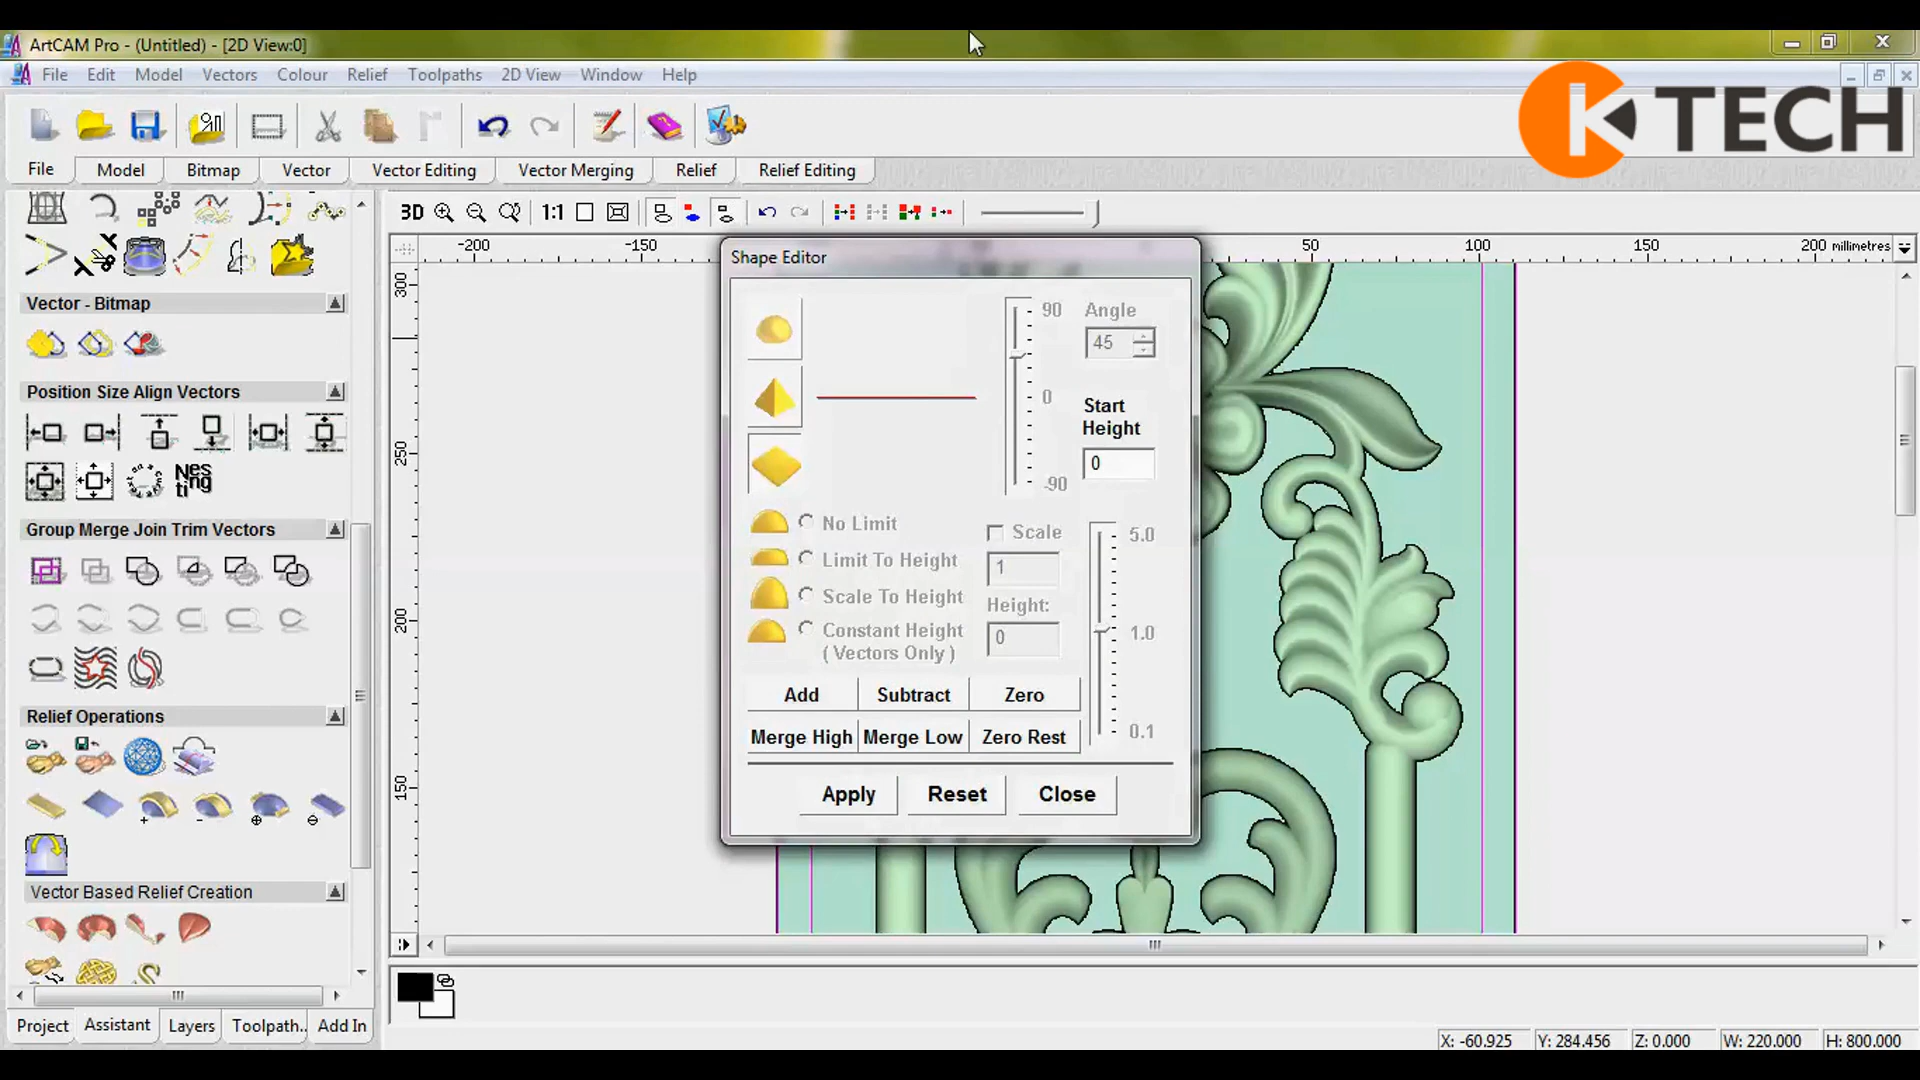 ArtCAM Pro - (Untitled) - [2D View:0]
File Edit Model Vectors Colour Relief Toolpaths 2D View Window Help
K TECH
File Model Bitmap Vector Vector Editing Vector Merging Relief Relief Editing
3D 1:1
-200 -150 50 100 150 200 millimetres
300
250
200
150
Vector - Bitmap
Position Size Align Vectors
Nesting
Group Merge Join Trim Vectors
Relief Operations
Vector Based Relief Creation
Project Assistant Layers Toolpath.. Add In
Shape Editor
90 Angle
45
0 Start
Height
0
-90
No Limit
Scale 5.0
Limit To Height 1
Scale To Height Height:
Constant Height 0 1.0
( Vectors Only )
Add Subtract Zero
0.1
Merge High Merge Low Zero Rest
Apply Reset Close
X: -60.925 Y: 284.456 Z: 0.000 W: 220.000 H: 800.000